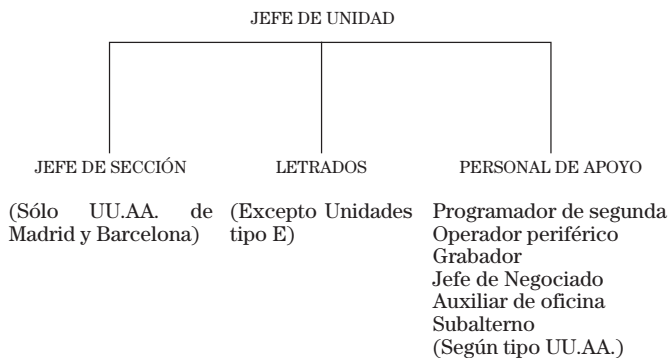 JEFE DE UNIDAD
JEFE DE SECCIÓN
(Sólo UU.AA. de
Madrid y Barcelona)
LETRADOS
(Excepto Unidades
tipo E)
PERSONAL DE APOYO
Programador de segunda
Operador periférico
Grabador
Jefe de Negociado
Auxiliar de oficina
Subalterno
(Según tipo UU.AA.)